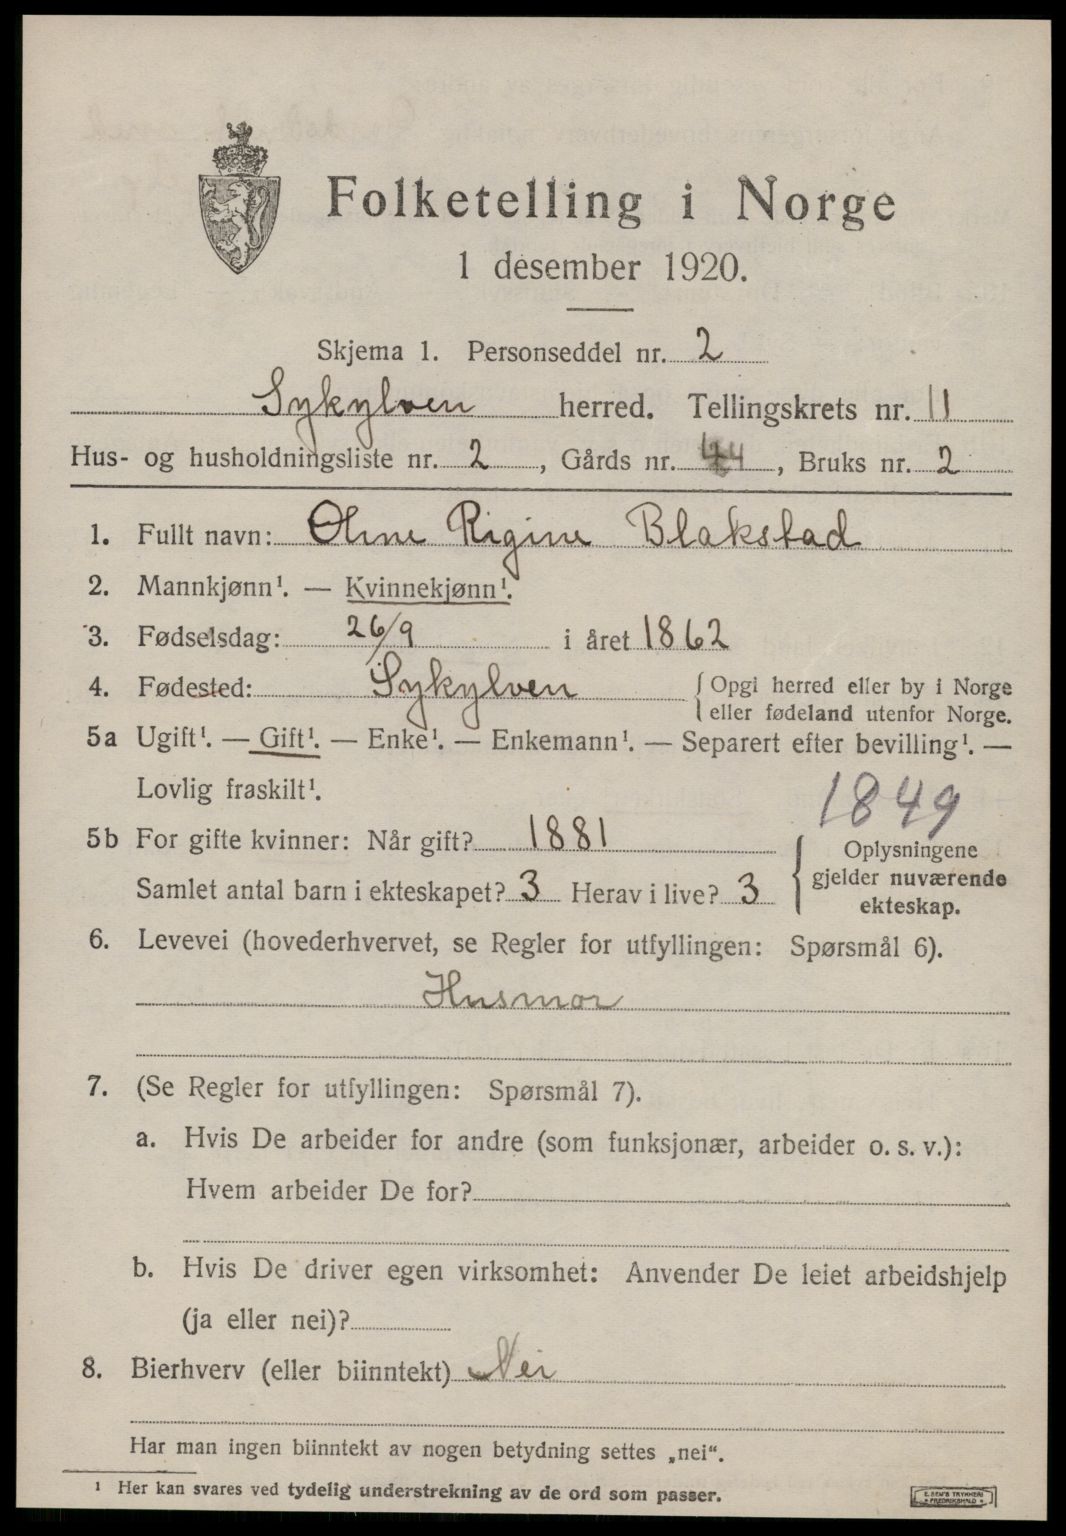 Folketelling i Norge
1 desember 1920.
Skjema 1. Personseddel nr. 2
Sykylven herred. Tellingskrets nr. 11
Hus- og husholdningsliste nr. 2, Gårds nr. 44, Bruks nr. 2
1. Fullt navn: Oline Rigine Blakstad
2. Mannkjønn¹. — Kvinnekjønn¹.
3. Fødselsdag: 26/9 i året 1862
4. Fødested: Sykylven { Opgi herred eller by i Norge
eller fødeland utenfor Norge.
5a Ugift¹. — Gift¹. — Enke¹. — Enkemann¹. — Separert efter bevilling¹. —
Lovlig fraskilt¹.
1849
5b For gifte kvinner: Når gift? 1881
Samlet antal barn i ekteskapet? 3 Herav i live? 3
{ Oplysningene
gjelder nuværende
ekteskap.
6. Levevei (hovederhvervet, se Regler for utfyllingen: Spørsmål 6).
Husmor
7. (Se Regler for utfyllingen: Spørsmål 7).
a. Hvis De arbeider for andre (som funksjonær, arbeider o. s. v.):
Hvem arbeider De for?
b. Hvis De driver egen virksomhet: Anvender De leiet arbeidshjelp
(ja eller nei)?
8. Bierhverv (eller biinntekt) Nei
Har man ingen biinntekt av nogen betydning settes „nei“.
¹ Her kan svares ved tydelig understrekning av de ord som passer.
E. SEM'S TRYKKERI
FREDRIKSHALD